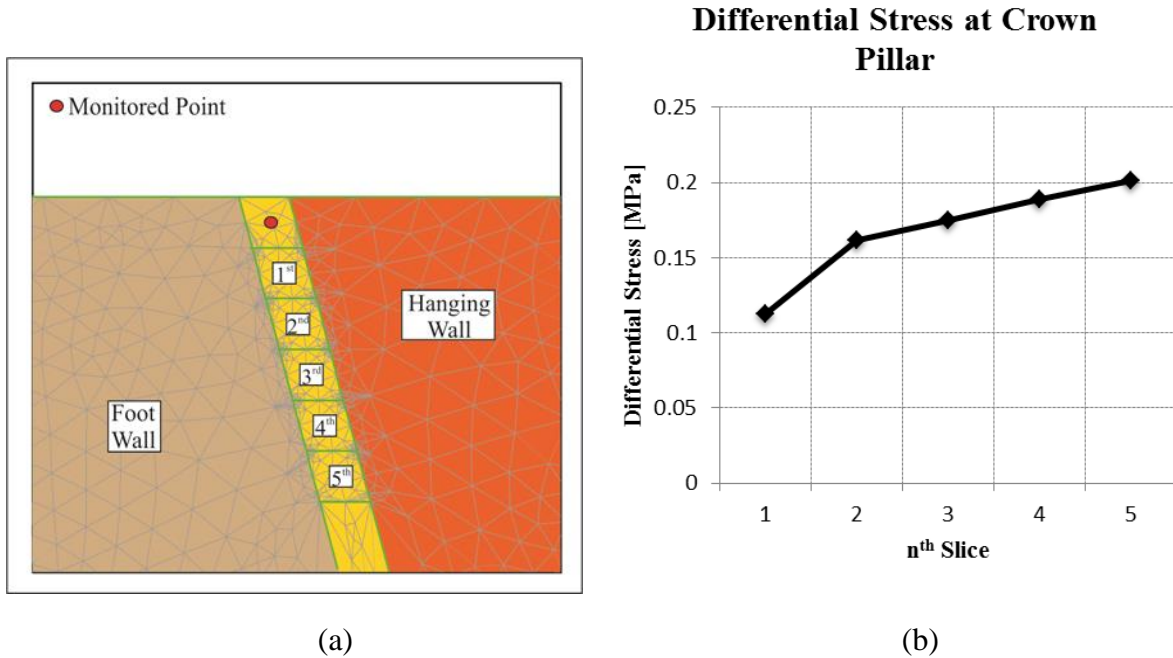 Monitored Point
1st
2nd
3rd
4th
5th
Foot
Wall
Hanging
Wall
(a)
Differential Stress at Crown
Pillar
Differential Stress [MPa]
0.25
0.2
0.15
0.1
0.05
0
1 2 3 4 5
nth Slice
(b)